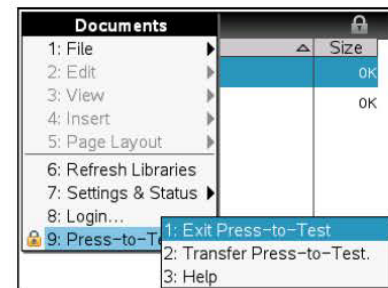 Documents
1: File
Size
2: Edit
0K
3: View
0K
4: Insert
5: Page Layout
6: Refresh Libraries
7: Settings & Status
8: Login...
9: Press-to-Te
1: Exit Press-to-Test
2: Transfer Press-to-Test.
3: Help